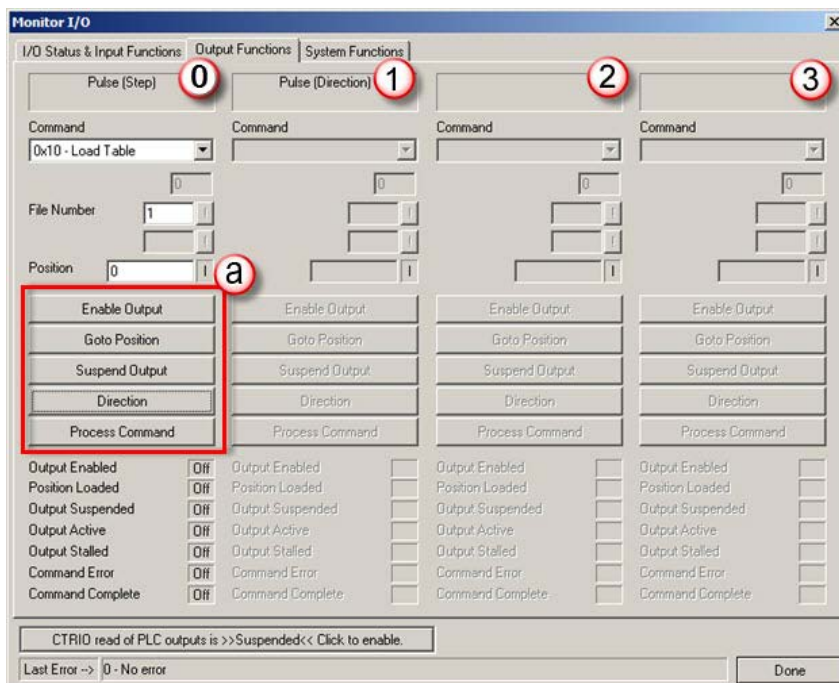 Monitor I/O
I/O Status & Input Functions Output Functions System Functions
Pulse (Step) 0 Pulse (Direction) 1 2 3
Command Command Command Command
0x10 - Load Table
0 0 0 0
File Number 1 ! ! ! !
! ! ! !
Position 0 I I I I
a
Enable Output Enable Output Enable Output Enable Output
Goto Position Goto Position Goto Position Goto Position
Suspend Output Suspend Output Suspend Output Suspend Output
Direction Direction Direction Direction
Process Command Process Command Process Command Process Command
Output Enabled Off Output Enabled Output Enabled Output Enabled
Position Loaded Off Position Loaded Position Loaded Position Loaded
Output Suspended Off Output Suspended Output Suspended Output Suspended
Output Active Off Output Active Output Active Output Active
Output Stalled Off Output Stalled Output Stalled Output Stalled
Command Error Off Command Error Command Error Command Error
Command Complete Off Command Complete Command Complete Command Complete
CTRIO read of PLC outputs is >>Suspended<< Click to enable.
Last Error --> 0 - No error Done